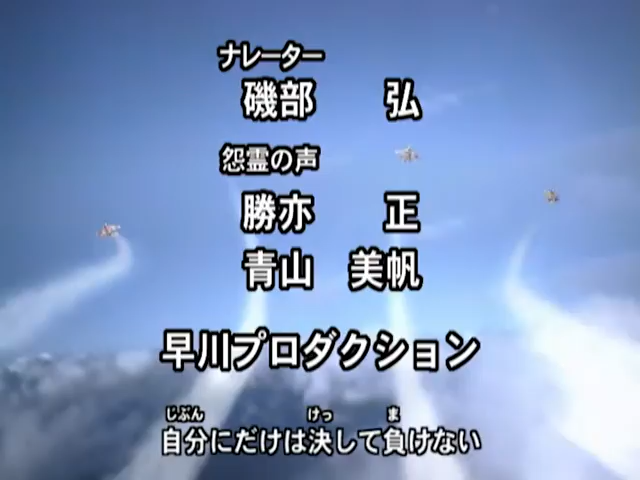 ナレーター
磯部 弘
怨霊の声
勝亦 正
青山 美帆
早川プロダクション
じぶん けっ ま
自分にだけは決して負けない